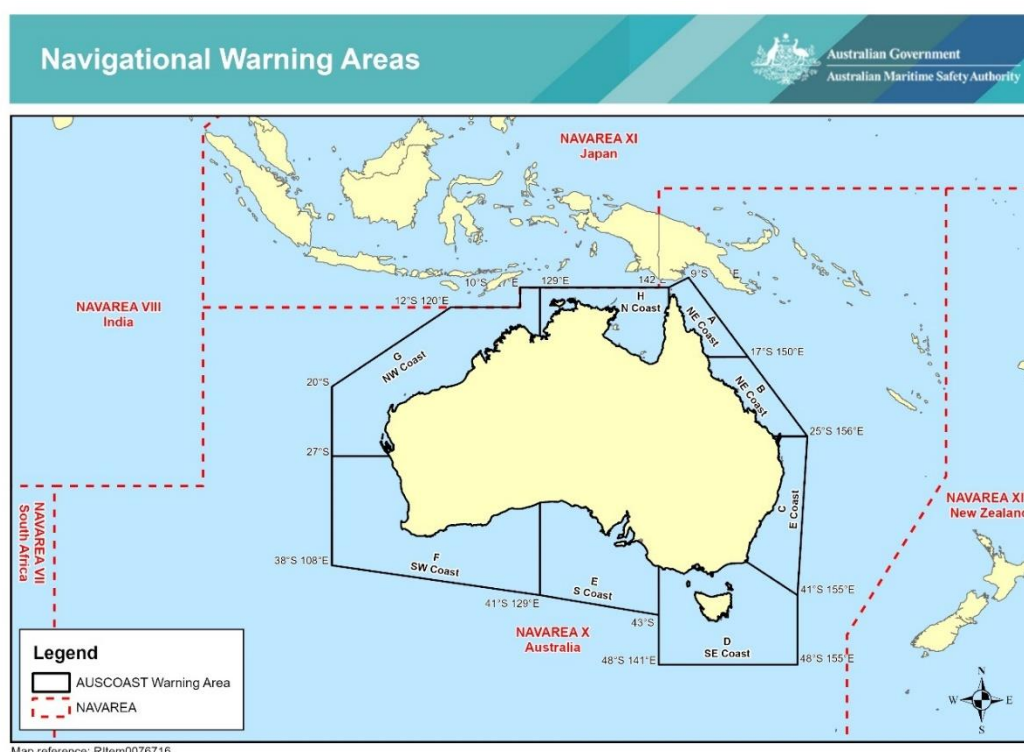 Navigational Warning Areas
Australian Government
Australian Maritime Safety Authority
NAVAREA XI
Japan
NAVAREA VIII
India
NAVAREA VII
South Africa
NAVAREA X
Australia
NAVAREA XI
New Zealand
10°S
129°E
142°E
9°S
E
12°S 120°E
H
N Coast
A
NE Coast
17°S 150°E
G
NW Coast
B
NE Coast
20°S
25°S 156°E
27°S
C
E Coast
38°S 108°E
F
SW Coast
E
S Coast
41°S 129°E
41°S 155°E
43°S
D
SE Coast
48°S 141°E
48°S 155°E
N
W
E
S
Legend
AUSCOAST Warning Area
NAVAREA
Map reference: RItem0076716